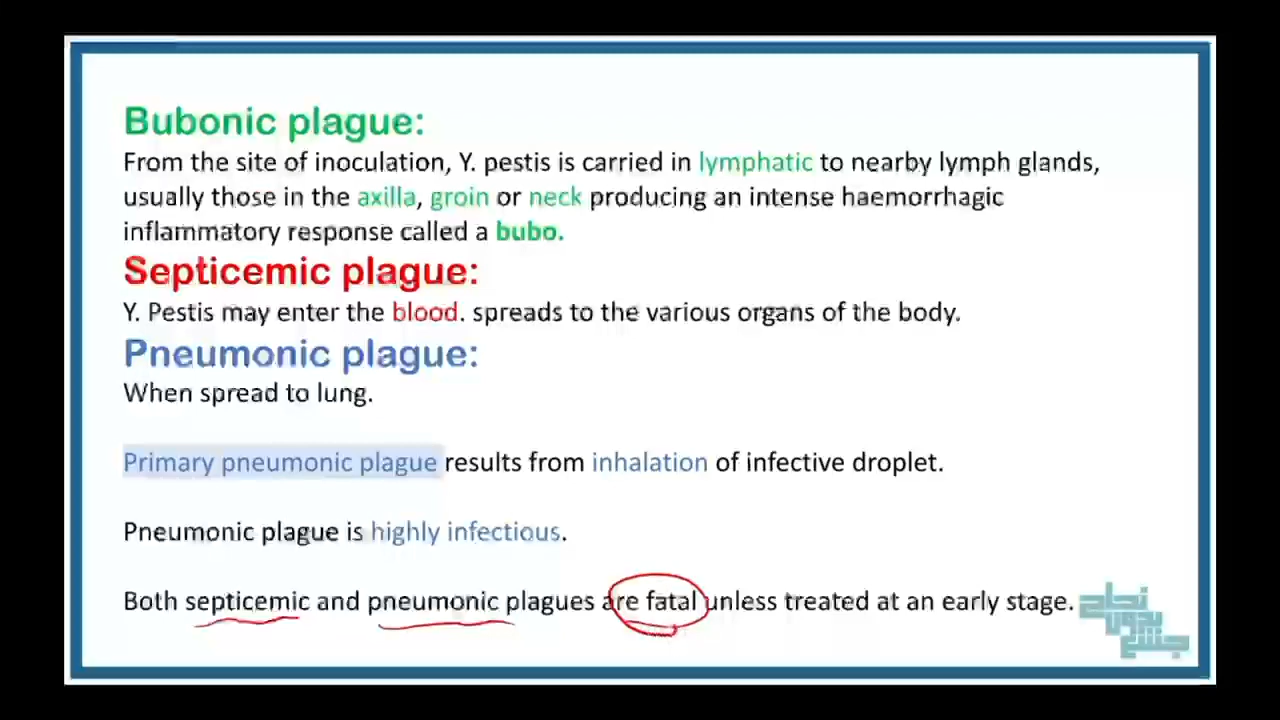 Bubonic plague:
From the site of inoculation, Y. pestis is carried in lymphatic to nearby lymph glands,
usually those in the axilla, groin or neck producing an intense haemorrhagic
inflammatory response called a bubo.
Septicemic plague:
Y. Pestis may enter the blood. spreads to the various organs of the body.
Pneumonic plague:
When spread to lung.
Primary pneumonic plague results from inhalation of infective droplet.
Pneumonic plague is highly infectious.
Both septicemic and pneumonic plagues are fatal unless treated at an early stage.
نجاح
بدون